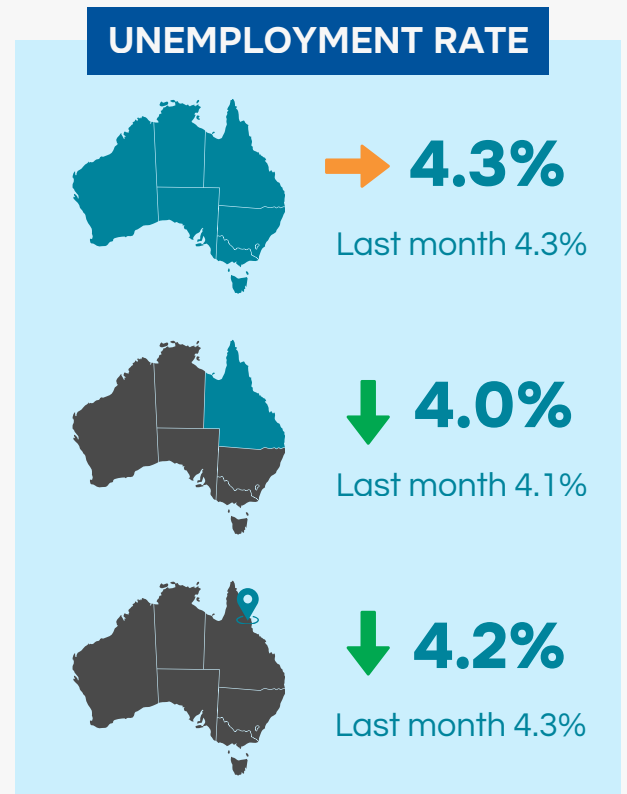 UNEMPLOYMENT RATE
4.3%
Last month 4.3%
4.0%
Last month 4.1%
4.2%
Last month 4.3%